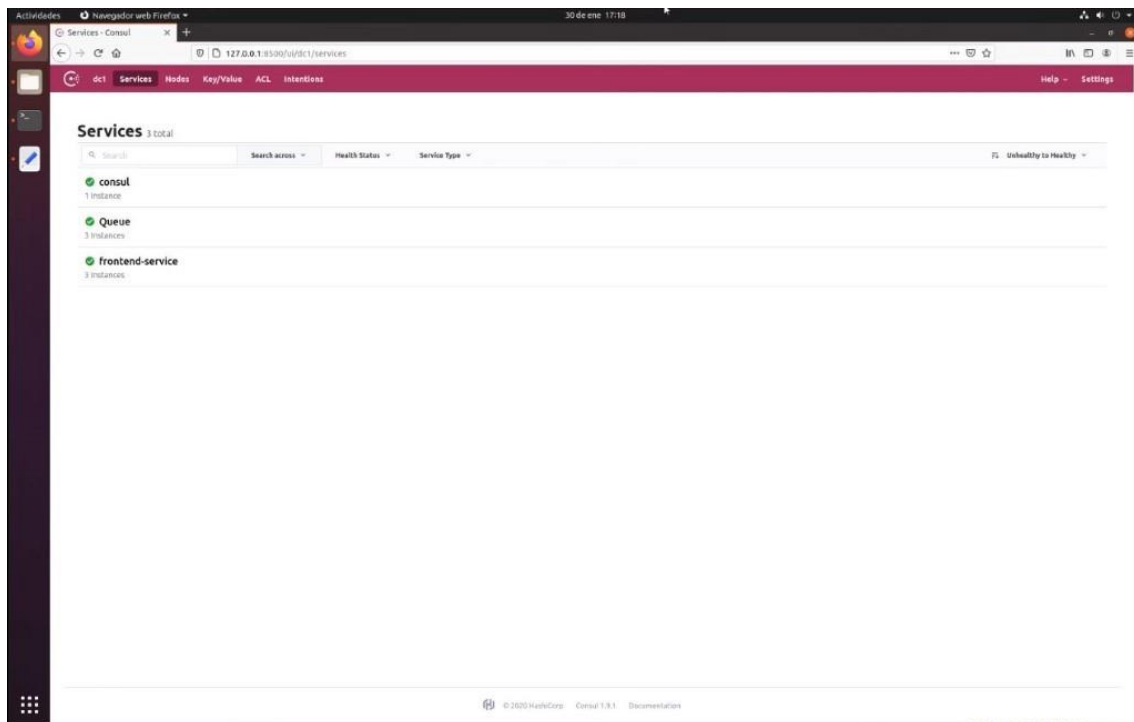 Actividades Navegador web Firefox 30 de ene 17:18
Services - Consul
127.0.0.1:8500/ui/dc1/services
dc1 Services Nodes Key/Value ACL Intentions Help Settings
Services 3 total
Search Search across Health Status Service Type Unhealthy to Healthy
consul
1 instance
Queue
3 instances
frontend-service
3 instances
© 2020 HashiCorp Consul 1.9.1 Documentation